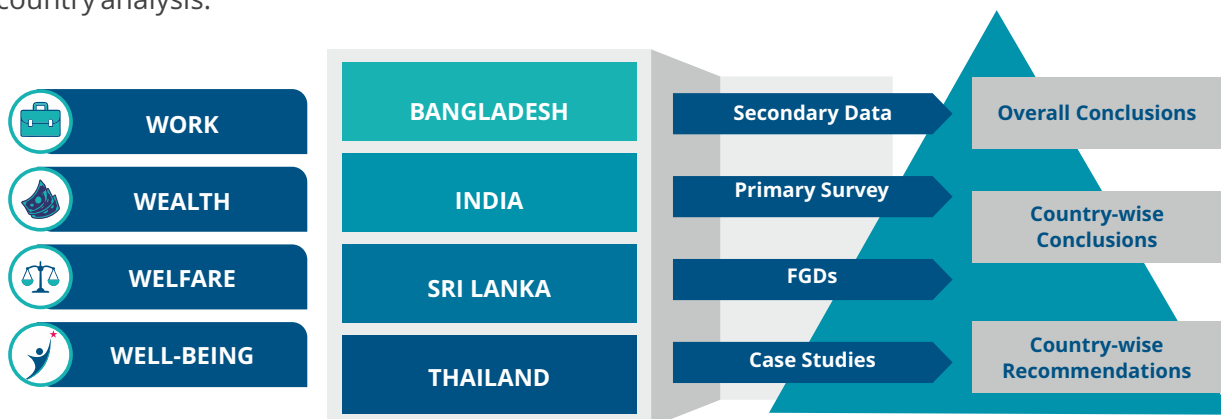 country analysis.
WORK
WEALTH
WELFARE
WELL-BEING
BANGLADESH
INDIA
SRI LANKA
THAILAND
Secondary Data
Primary Survey
FGDs
Case Studies
Overall Conclusions
Country-wise
Conclusions
Country-wise
Recommendations